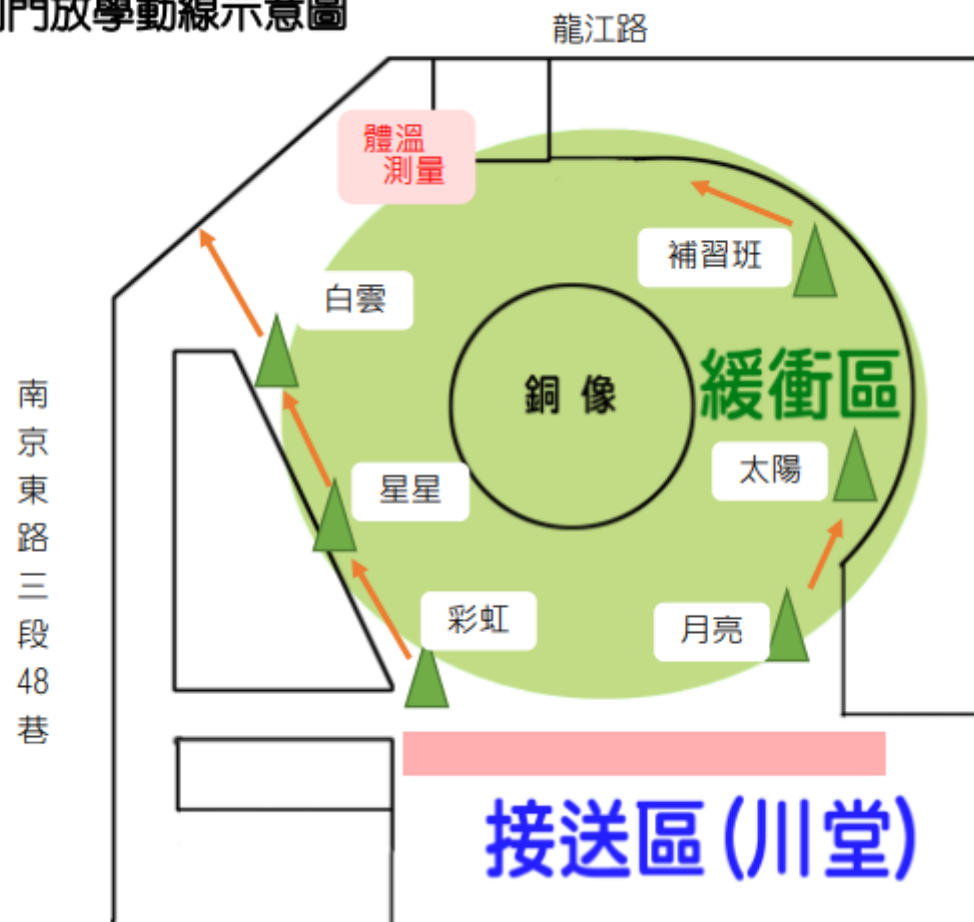 門放學動線示意圖
龍江路
體溫
測量
補習班
白雲
銅像
緩衝區
太陽
星星
彩虹
月亮
南京東路三段48巷
接送區(川堂)